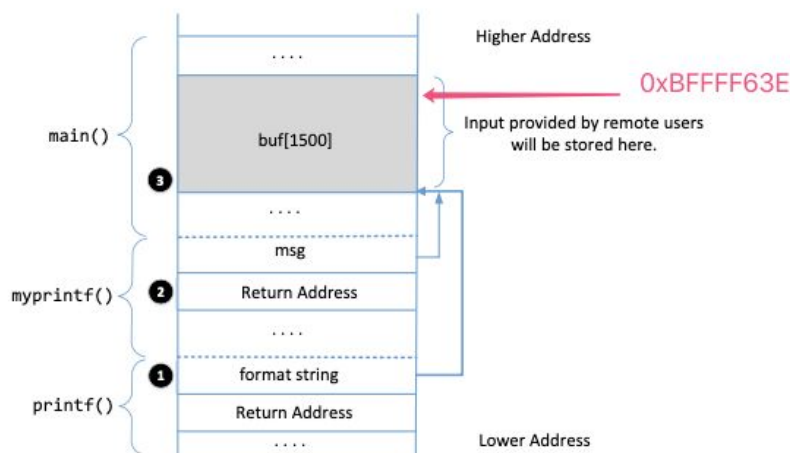 Higher Address
....
0xBFFFF63E
main()
buf[1500]
Input provided by remote users
will be stored here.
3
....
msg
myprintf()
2
Return Address
....
1
format string
printf()
Return Address
....
Lower Address